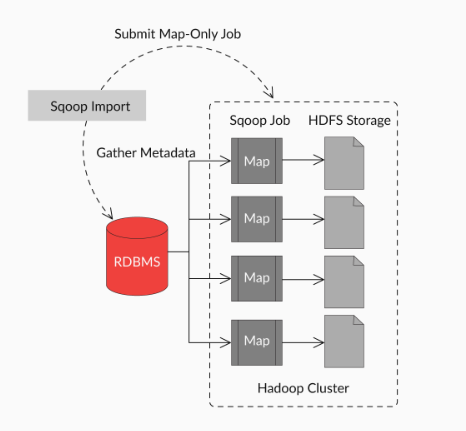 Submit Map-Only Job
Sqoop Import
Sqoop Job
HDFS Storage
Gather Metadata
Map
Map
RDBMS
Map
Map
Hadoop Cluster